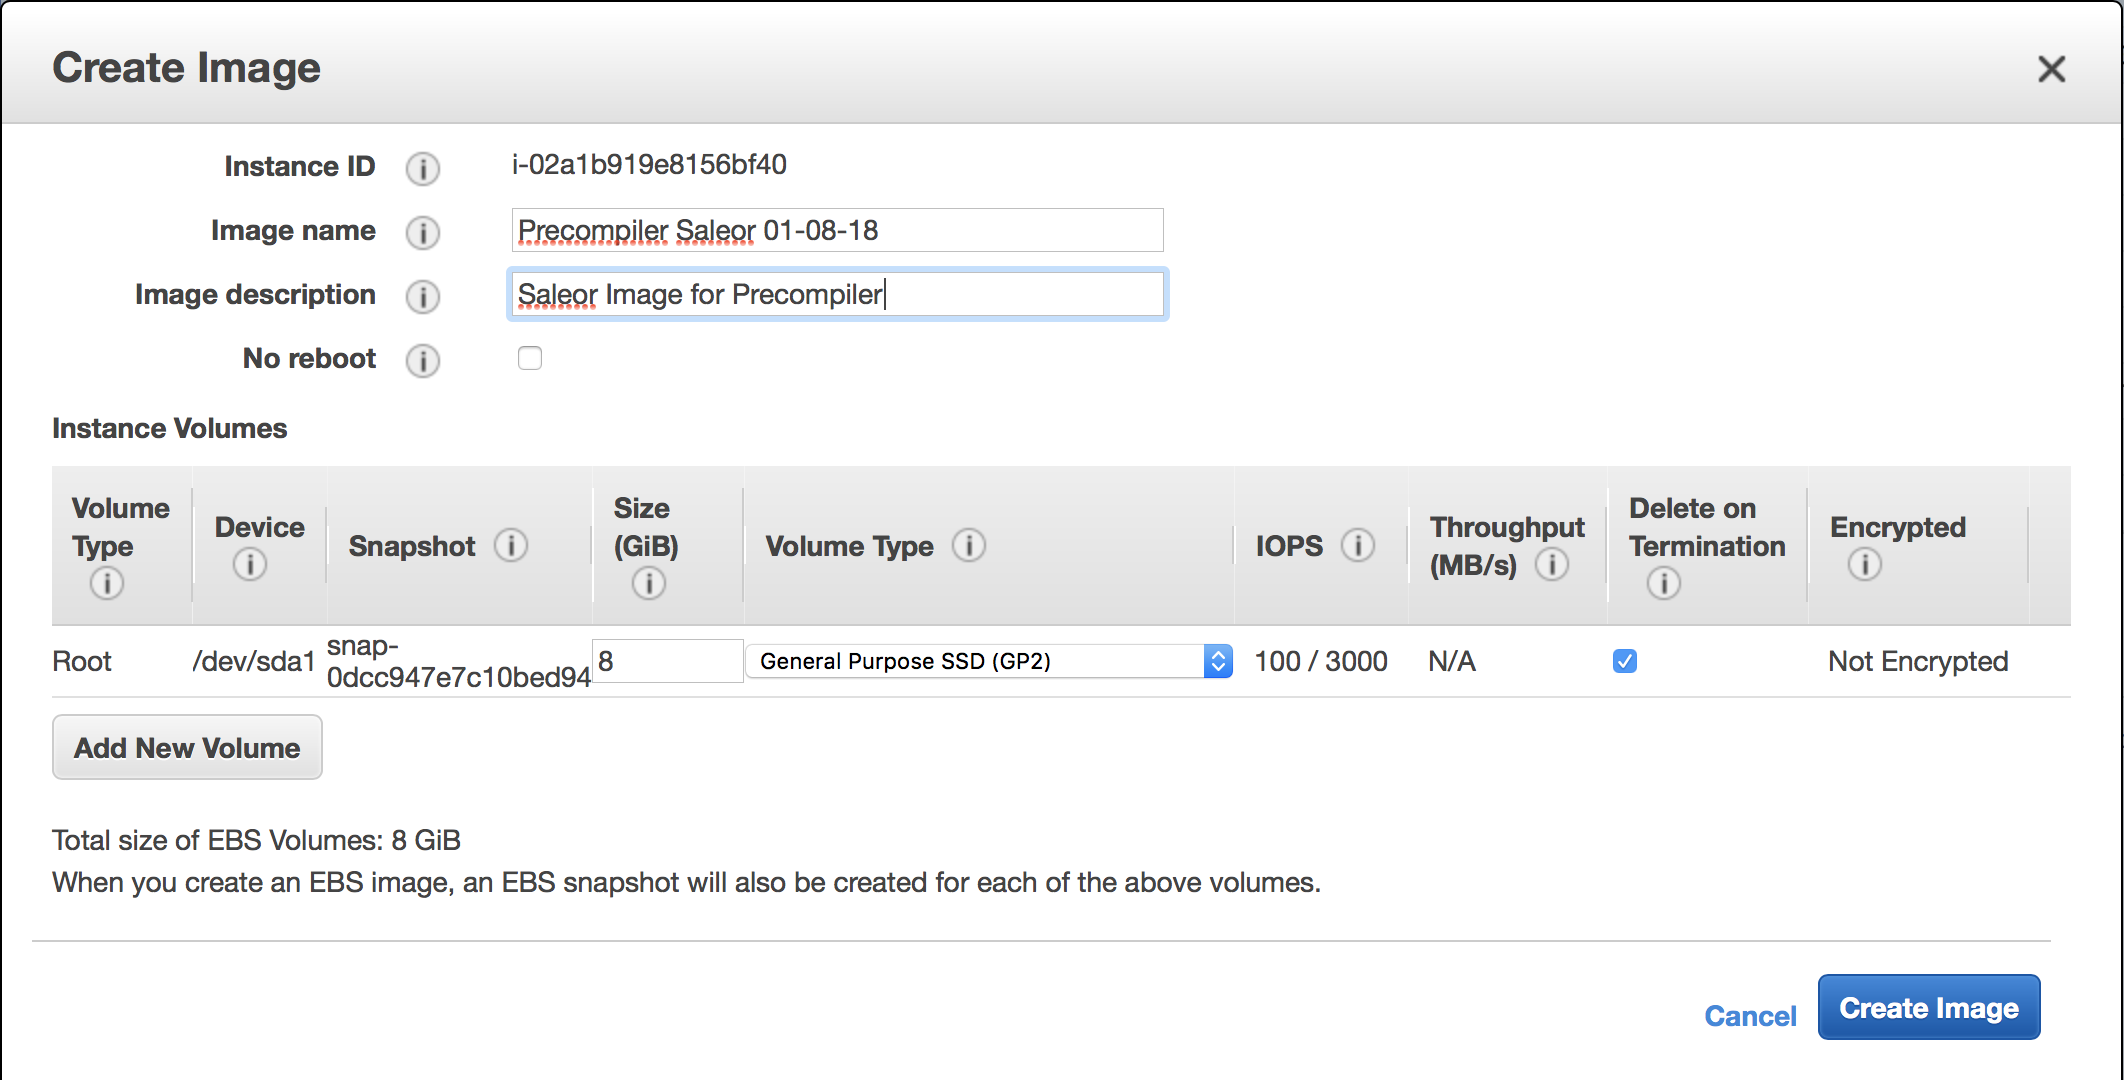 Create Image
Instance ID i-02a1b919e8156bf40
Image name Precompiler Saleor 01-08-18
Image description Saleor Image for Precompiler
No reboot
Instance Volumes
Volume Type Device Snapshot Size (GiB) Volume Type IOPS Throughput (MB/s) Delete on Termination Encrypted
Root /dev/sda1 snap-0dcc947e7c10bed94 8 General Purpose SSD (GP2) 100 / 3000 N/A Not Encrypted
Add New Volume
Total size of EBS Volumes: 8 GiB
When you create an EBS image, an EBS snapshot will also be created for each of the above volumes.
Cancel Create Image